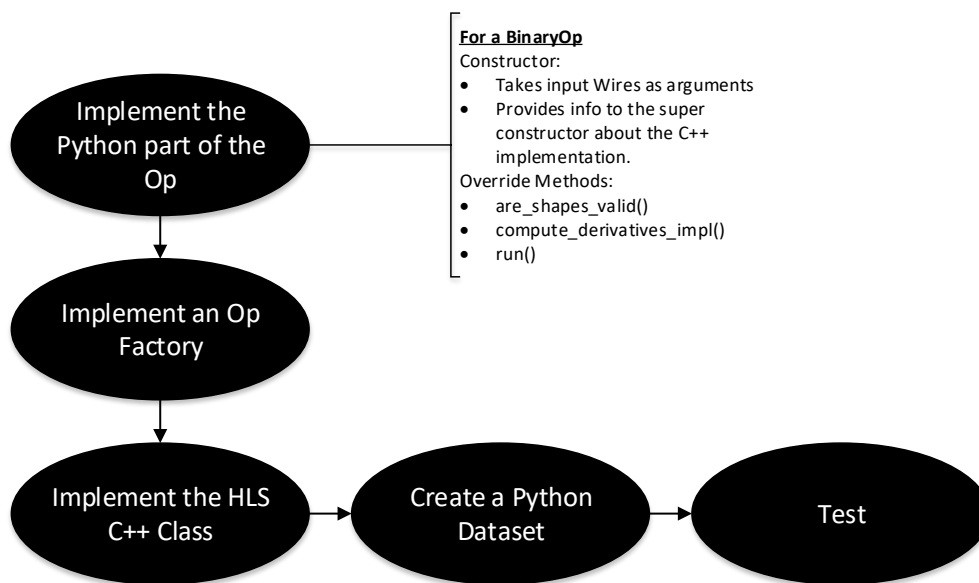 Implement the
Python part of the
Op
For a BinaryOp
Constructor:
• Takes input Wires as arguments
• Provides info to the super
constructor about the C++
implementation.
Override Methods:
• are_shapes_valid()
• compute_derivatives_impl()
• run()
Implement an Op
Factory
Implement the HLS
C++ Class
Create a Python
Dataset
Test